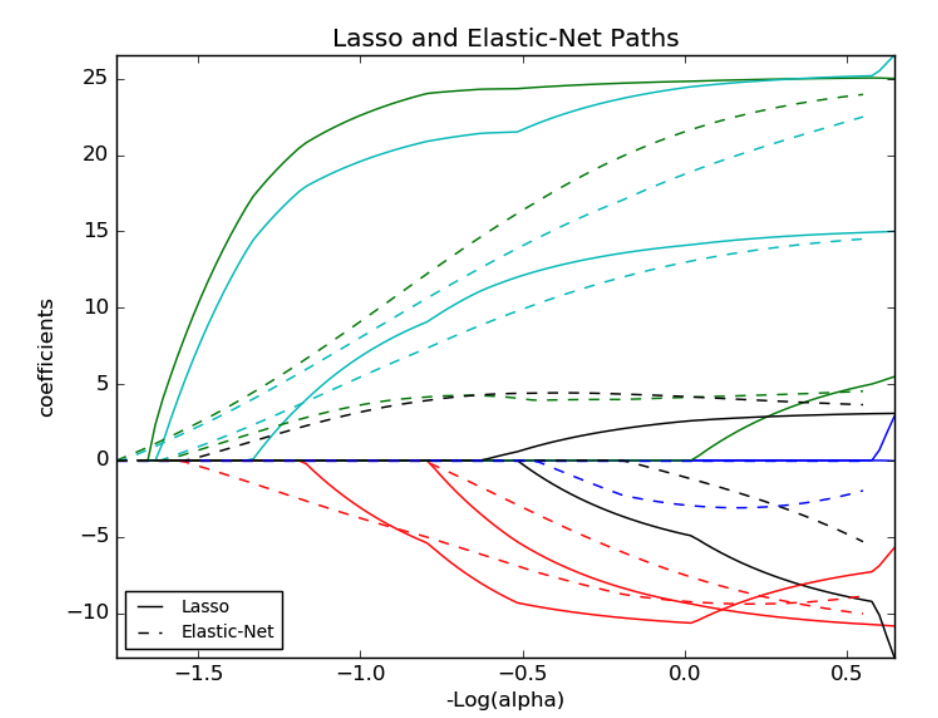 Lasso and Elastic-Net Paths
25
20
15
10
5
0
−5
−10
coefficients
Lasso
Elastic-Net
−1.5 −1.0 −0.5 0.0 0.5
-Log(alpha)